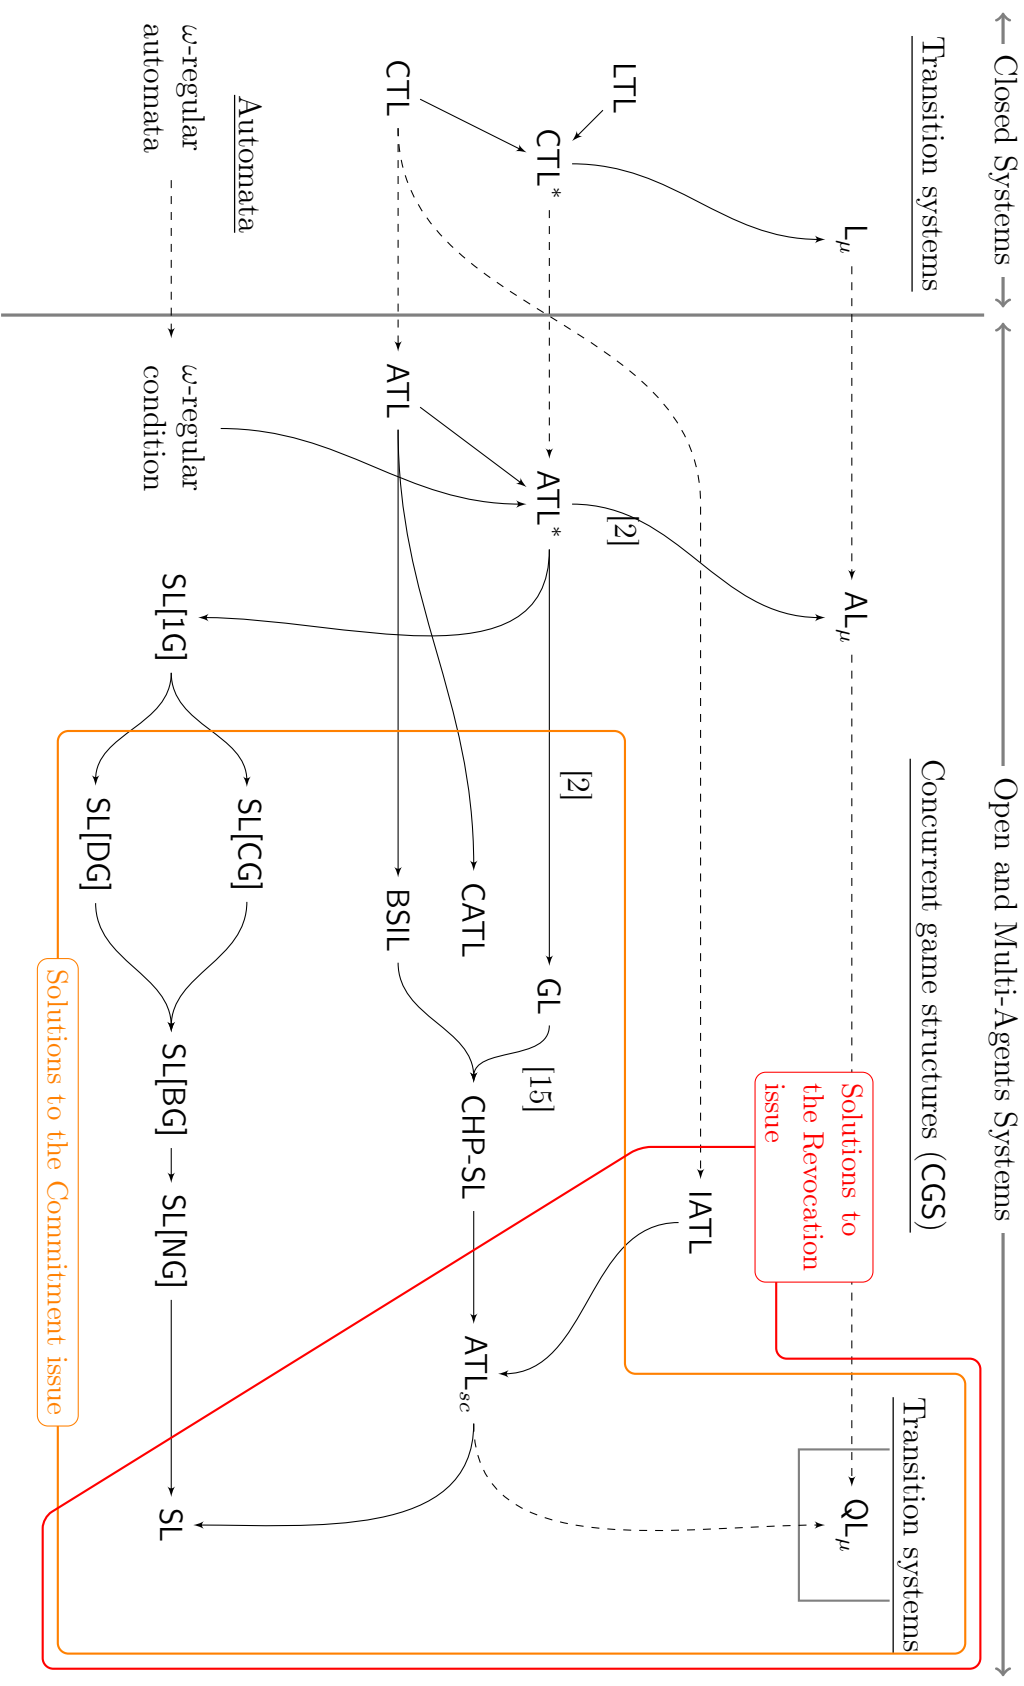 Closed Systems
Open and Multi-Agents Systems
Transition systems
Concurrent game structures (CGS)
Transition systems
L𝜇
AL𝜇
Solutions to
the Revocation
issue
QL𝜇
IATL
LTL
[2]
[2]
CTL*
ATL*
GL
[15]
CATL
CHP-SL
ATLsc
CTL
ATL
BSIL
Automata
SL[CG]
ω-regular
automata
ω-regular
condition
SL[1G]
SL[BG]
SL[NG]
SL
SL[DG]
Solutions to the Commitment issue